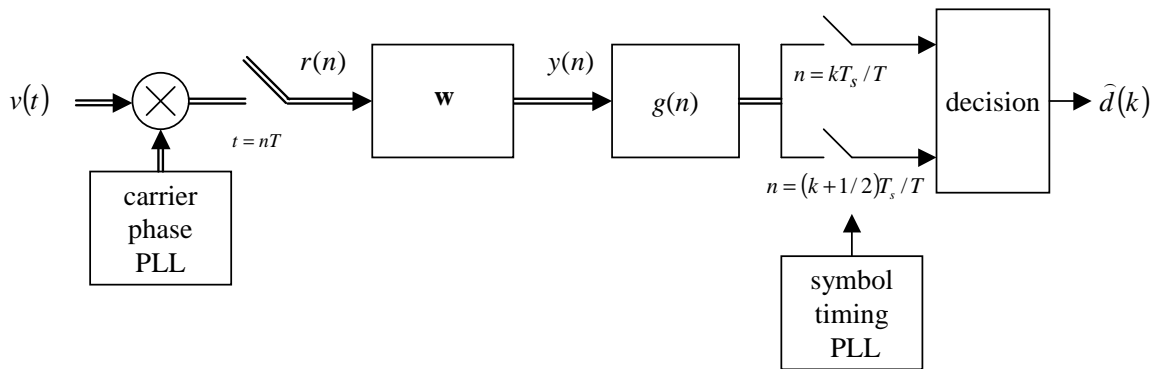 v(t)
carrier
phase
PLL
t = nT
r(n)
w
y(n)
g(n)
n = kT_s / T
n = (k + 1/2)T_s / T
symbol
timing
PLL
decision
d̂(k)